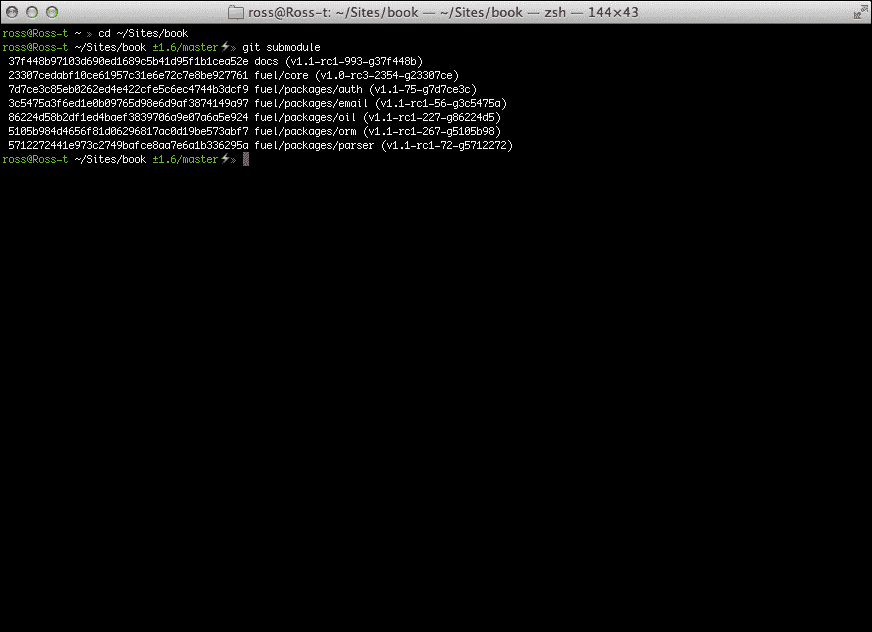 ross@Ross-t: ~/Sites/book — ~/Sites/book — zsh — 144×43
ross@Ross-t ~ » cd ~/Sites/book
ross@Ross-t ~/Sites/book ±1.6/master⚡» git submodule
37f448b97103d690ed1689c5b41d95f1b1cea52e docs (v1.1-rc1-993-g37f448b)
23307cedabf10ce61957c31e6e72c7e8be927761 fuel/core (v1.0-rc3-2354-g23307ce)
7d7ce3c85eb0262ed4e422cfe5c6ec4744b3dcf9 fuel/packages/auth (v1.1-75-g7d7ce3c)
3c5475a3f6ed1e0b09765d98e6d9af3874149a97 fuel/packages/email (v1.1-rc1-56-g3c5475a)
86224d58b2df1ed4baef3839706a9e07a6a5e924 fuel/packages/oil (v1.1-rc1-227-g86224d5)
5105b984d4656f81d06296817ac0d19be573abf7 fuel/packages/orm (v1.1-rc1-267-g5105b98)
5712272441e973c2749bafce8aa7e6a1b336295a fuel/packages/parser (v1.1-rc1-72-g5712272)
ross@Ross-t ~/Sites/book ±1.6/master⚡»